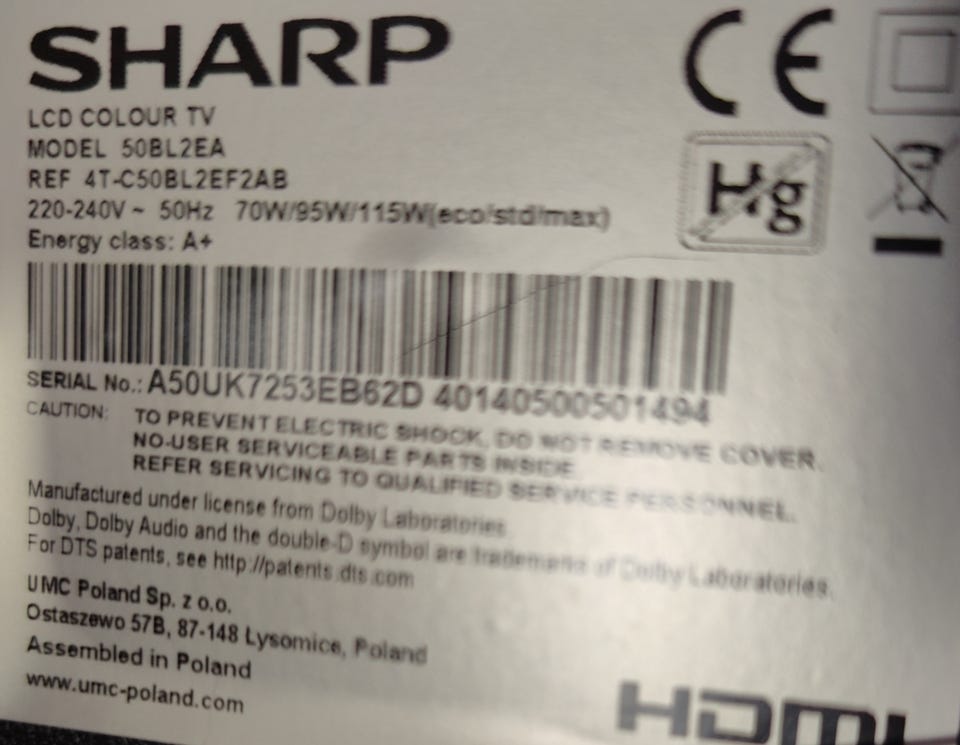 SHARP
CE
LCD COLOUR TV
MODEL 50BL2EA
REF 4T-C50BL2EF2AB
220-240V ~ 50Hz 70W/95W/115W(eco/std/max)
Energy class: A+
Hg
SERIAL No.: A50UK7253EB62D 40140500501494
CAUTION: TO PREVENT ELECTRIC SHOCK, DO NOT REMOVE COVER.
NO-USER SERVICEABLE PARTS INSIDE.
REFER SERVICING TO QUALIFIED SERVICE PERSONNEL.
Manufactured under license from Dolby Laboratories.
Dolby, Dolby Audio and the double-D symbol are trademarks of Dolby Laboratories.
For DTS patents, see http://patents.dts.com
UMC Poland Sp. z o.o.
Ostaszewo 57B, 87-148 Łysomice, Poland
Assembled in Poland
www.umc-poland.com
HDMI